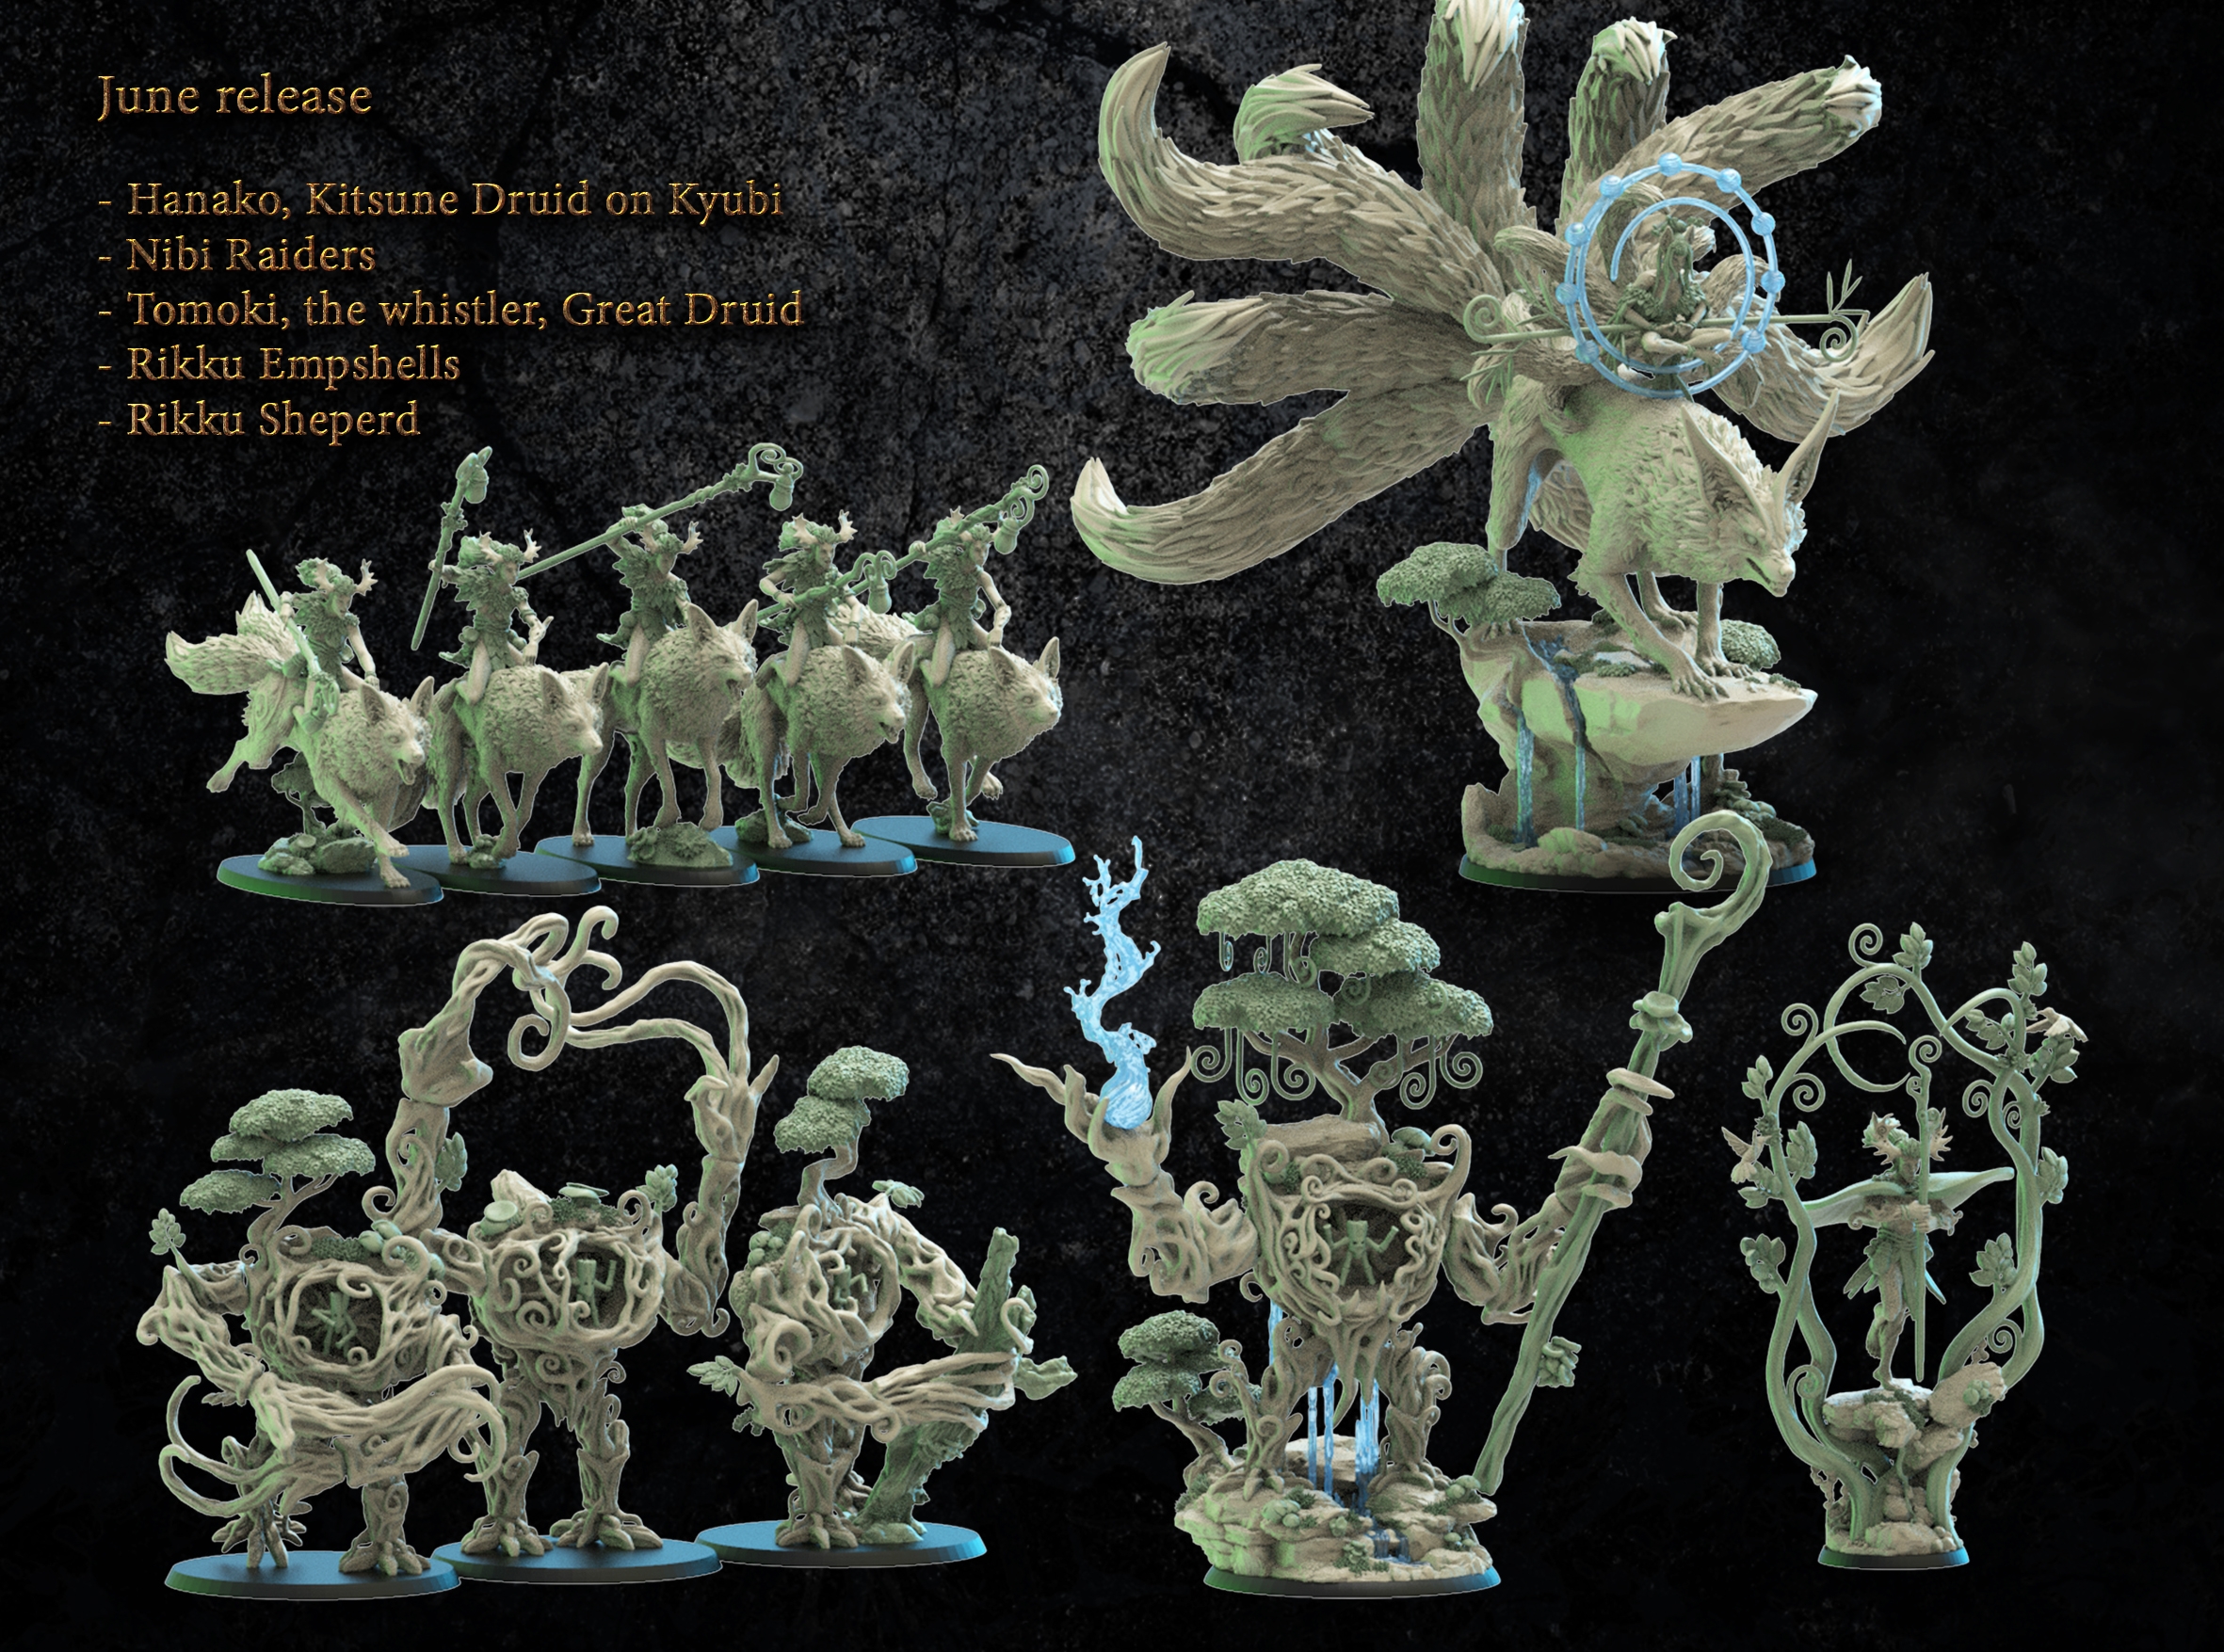 June release
- Hanako, Kitsune Druid on Kyubi
- Nibi Raiders
- Tomoki, the whistler, Great Druid
- Rikku Empshells
- Rikku Sheperd